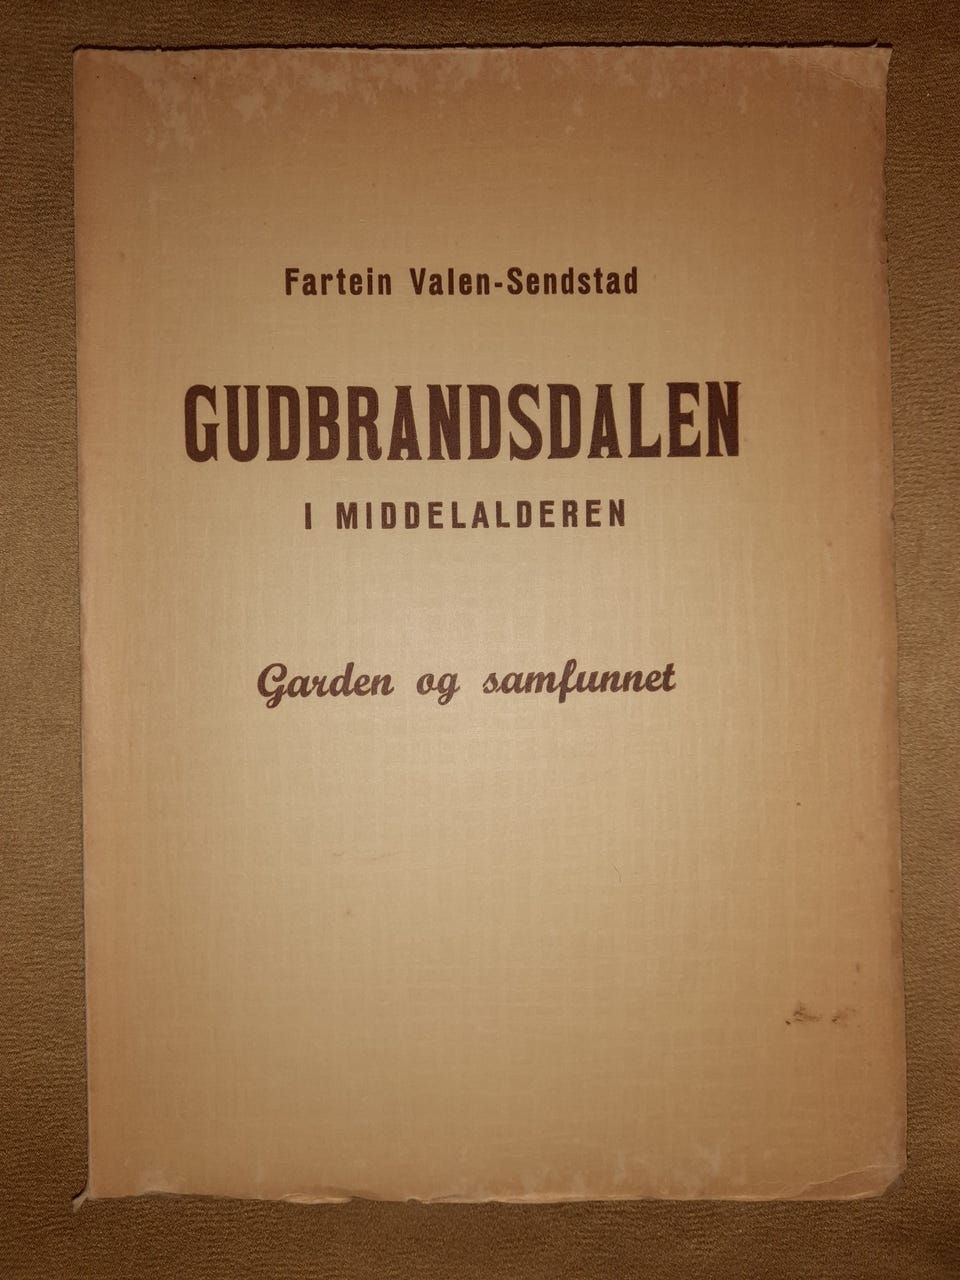 Fartein Valen-Sendstad
GUDBRANDSDALEN
I MIDDELALDEREN
Garden og samfunnet